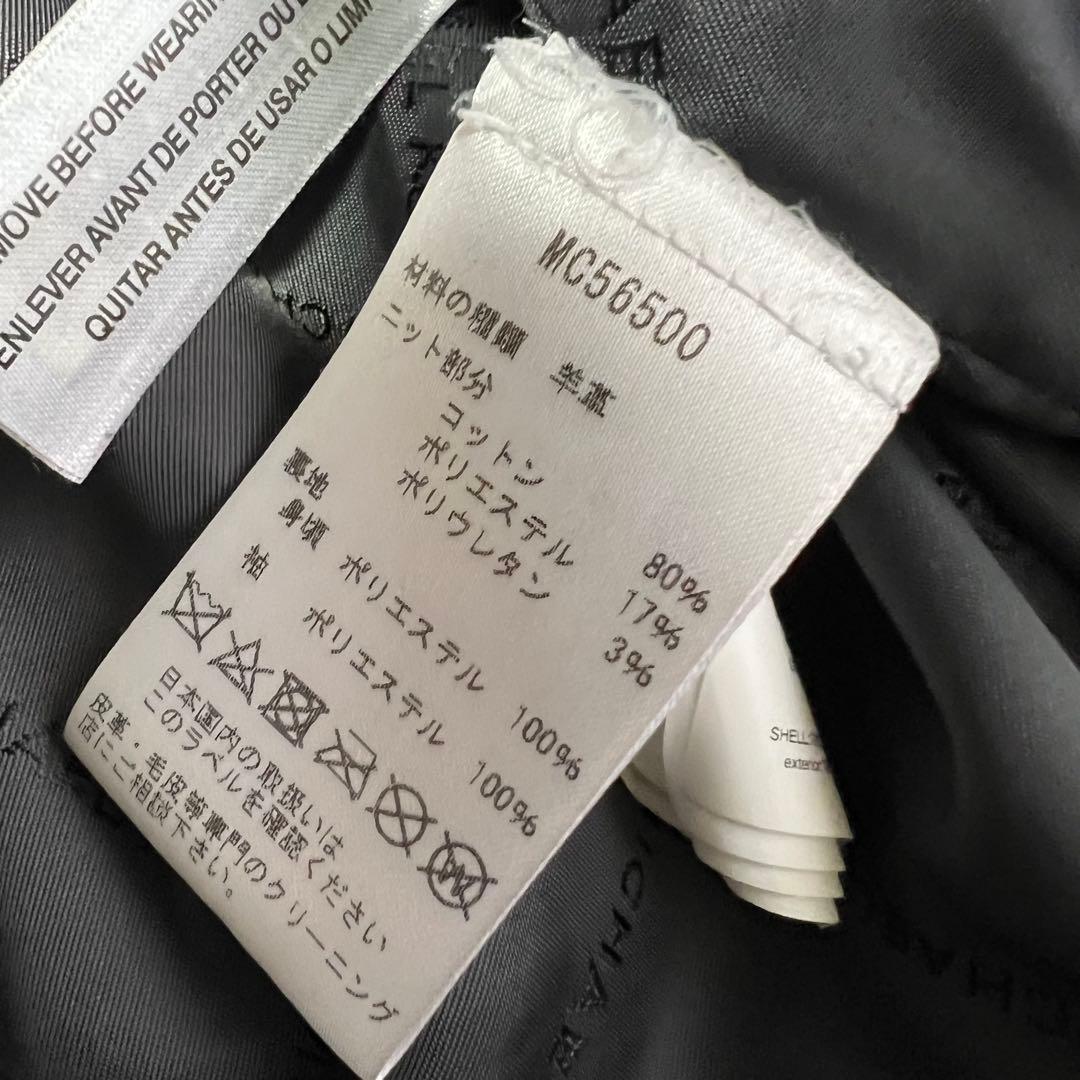 MOVE BEFORE WEARIN
ENLEVER AVANT DE PORTER OU
QUITAR ANTES DE USAR O LIM
MC56500
材料の種類 羊革
ニット部分
コットン 80%
ポリエステル 17%
ポリウレタン 3%
裏地
身頃 ポリエステル 100%
袖 ポリエステル 100%
日本国内の取扱いは
このラベルを確認ください
皮革・毛皮等専門のクリーニング
店にご相談下さい。
SHELL
exterior
ICHAE
CHAE